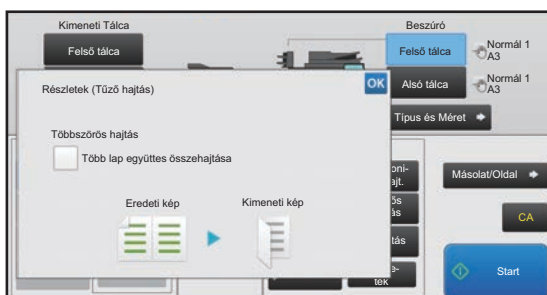 Kimeneti Tálca
Beszúró
Felső tálca
Felső tálca
Normál 1
A3
Részletek (Tűző hajtás)
OK
Alsó tálca
Normál 1
A3
Típus és Méret
Többszörös hajtás
Több lap együttes összehajtása
Másolat/Oldal
Eredeti kép
Kimeneti kép
CA
Start